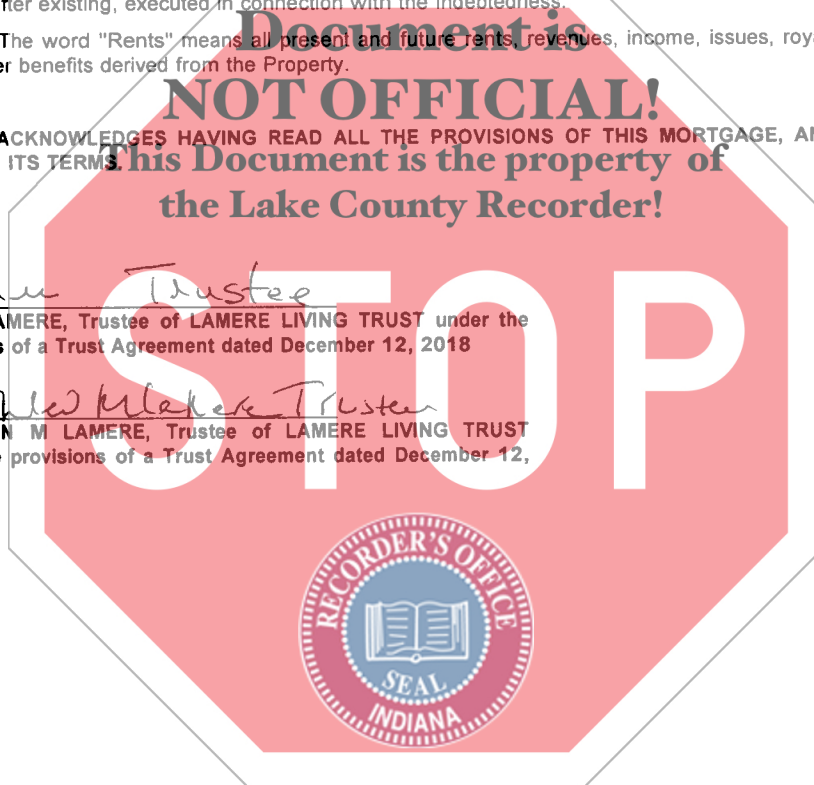 fter existing, executed in connection with the indebtedness.
Document is
The word "Rents" means all present and future rents, revenues, income, issues, roya
er benefits derived from the Property.
NOT OFFICIAL!
ACKNOWLEDGES HAVING READ ALL THE PROVISIONS OF THIS MORTGAGE, AN
ITS TERMS.
This Document is the property of
the Lake County Recorder!
STOP
Trustee
AMERE, Trustee of LAMERE LIVING TRUST under the
s of a Trust Agreement dated December 12, 2018
M Lamere Trustee
N M LAMERE, Trustee of LAMERE LIVING TRUST
provisions of a Trust Agreement dated December 12,
RECORDER'S OFFICE
SEAL
INDIANA